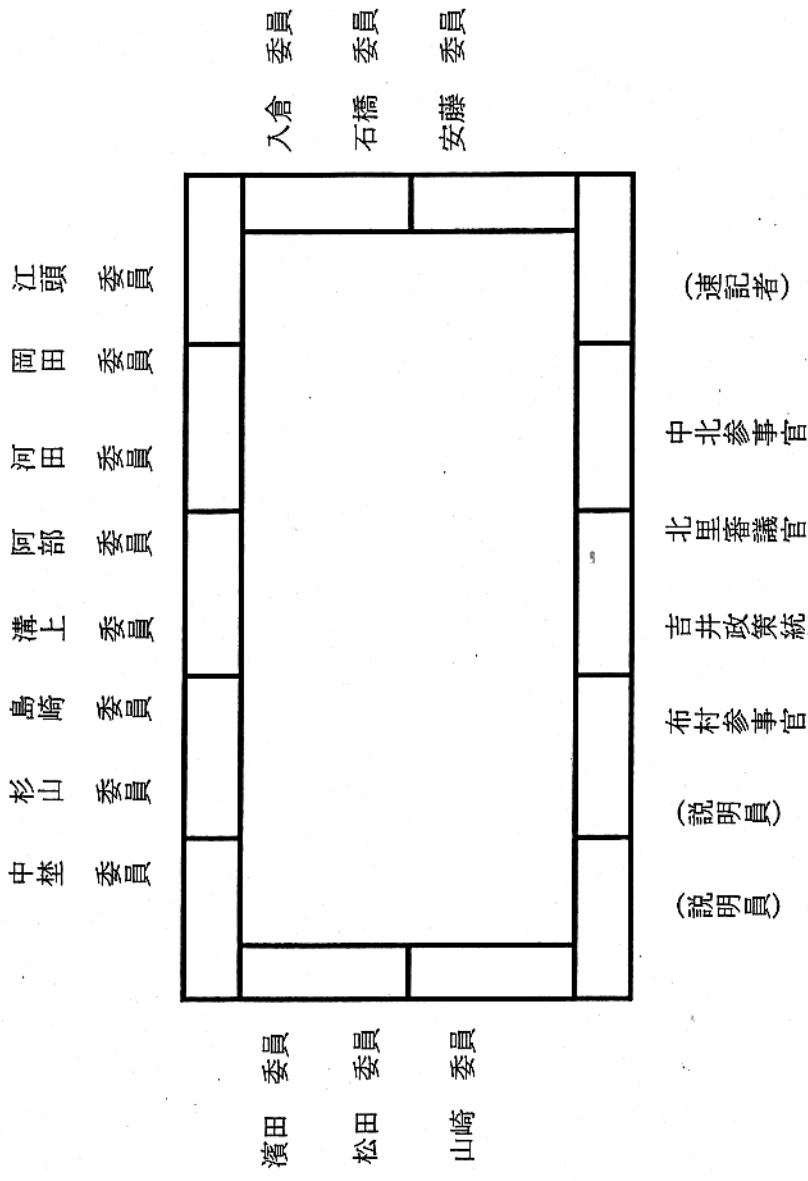 入倉 委員
石橋 委員
安藤 委員
江頭 委員
岡田 委員
河田 委員
阿部 委員
溝上 委員
島崎 委員
杉山 委員
中埜 委員
(速記者)
中北参事官
北里審議官
吉井政策統
布村参事官
(説明員)
(説明員)
濱田 委員
松田 委員
山崎 委員